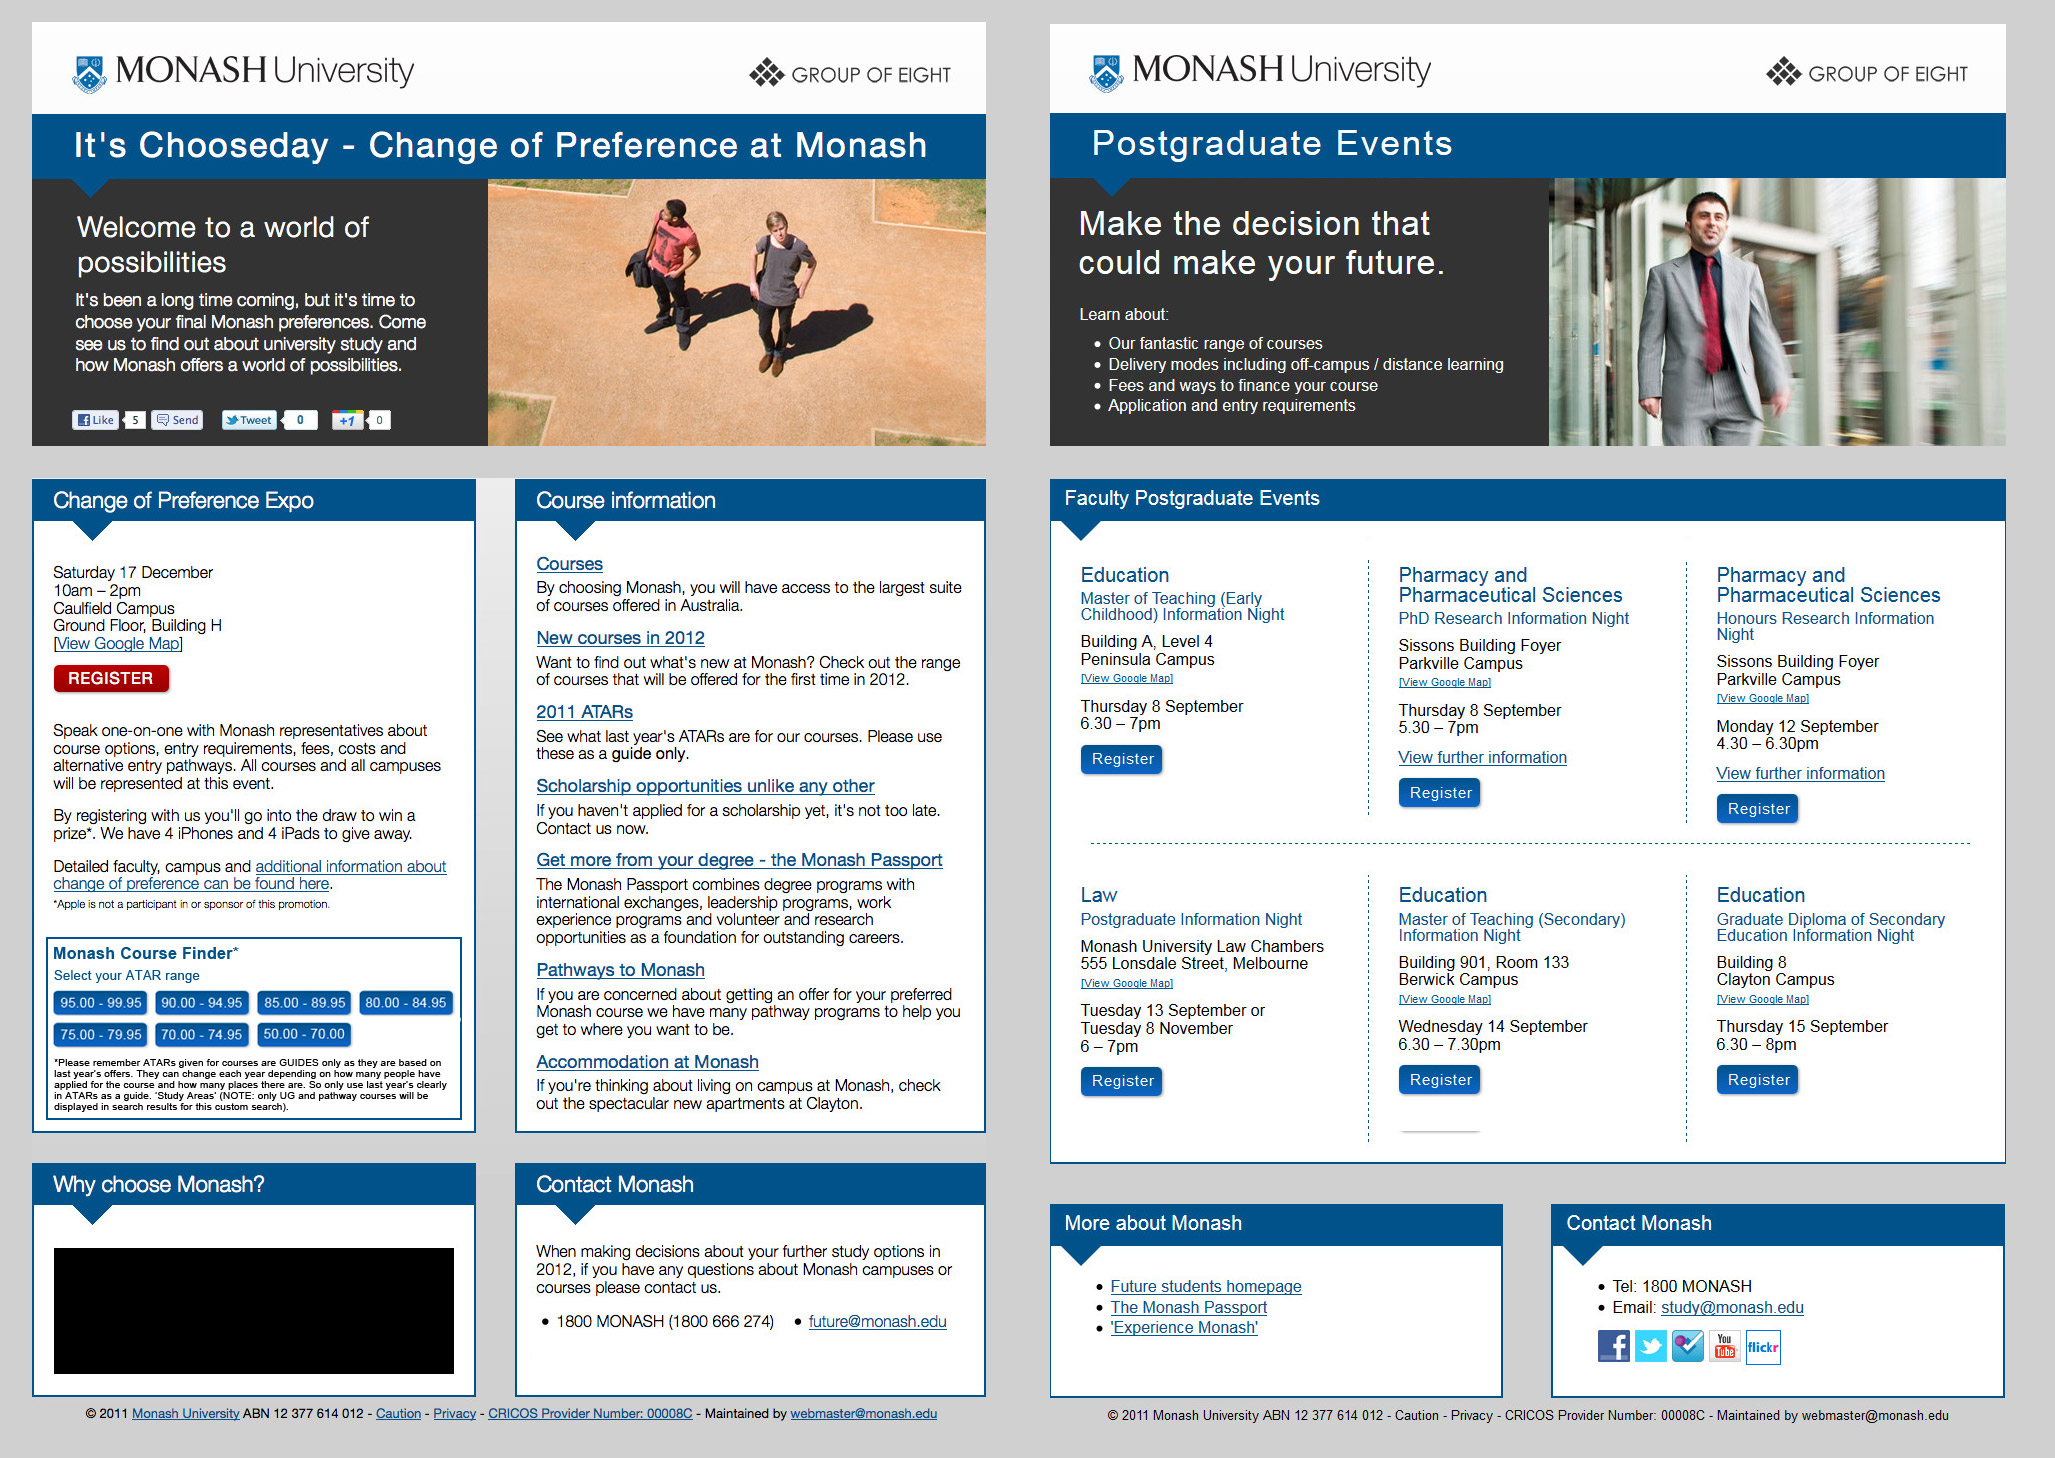 MONASH University
GROUP OF EIGHT
It's Chooseday - Change of Preference at Monash
Welcome to a world of
possibilities
It's been a long time coming, but it's time to
choose your final Monash preferences. Come
see us to find out about university study and
how Monash offers a world of possibilities.
Like 5 Send Tweet 0 +1 0
Change of Preference Expo
Saturday 17 December
10am – 2pm
Caulfield Campus
Ground Floor, Building H
[View Google Map]
REGISTER
Speak one-on-one with Monash representatives about
course options, entry requirements, fees, costs and
alternative entry pathways. All courses and all campuses
will be represented at this event.
By registering with us you'll go into the draw to win a
prize*. We have 4 iPhones and 4 iPads to give away.
Detailed faculty, campus and additional information about
change of preference can be found here.
*Apple is not a participant in or sponsor of this promotion.
Monash Course Finder*
Select your ATAR range
95.00 - 99.95 90.00 - 94.95 85.00 - 89.95 80.00 - 84.95
75.00 - 79.95 70.00 - 74.95 50.00 - 70.00
*Please remember ATARs given for courses are GUIDES only as they are based on
last year's offers. They can change each year depending on how many people have
applied for the course and how many places there are. So only use last year's clearly
in ATARs as a guide. 'Study Areas' (NOTE: only UG and pathway courses will be
displayed in search results for this custom search).
Course information
Courses
By choosing Monash, you will have access to the largest suite
of courses offered in Australia.
New courses in 2012
Want to find out what's new at Monash? Check out the range
of courses that will be offered for the first time in 2012.
2011 ATARs
See what last year's ATARs are for our courses. Please use
these as a guide only.
Scholarship opportunities unlike any other
If you haven't applied for a scholarship yet, it's not too late.
Contact us now.
Get more from your degree - the Monash Passport
The Monash Passport combines degree programs with
international exchanges, leadership programs, work
experience programs and volunteer and research
opportunities as a foundation for outstanding careers.
Pathways to Monash
If you are concerned about getting an offer for your preferred
Monash course we have many pathway programs to help you
get to where you want to be.
Accommodation at Monash
If you're thinking about living on campus at Monash, check
out the spectacular new apartments at Clayton.
Why choose Monash?
Contact Monash
When making decisions about your further study options in
2012, if you have any questions about Monash campuses or
courses please contact us.
• 1800 MONASH (1800 666 274) • future@monash.edu
© 2011 Monash University ABN 12 377 614 012 - Caution - Privacy - CRICOS Provider Number: 00008C - Maintained by webmaster@monash.edu
MONASH University
GROUP OF EIGHT
Postgraduate Events
Make the decision that
could make your future.
Learn about:
• Our fantastic range of courses
• Delivery modes including off-campus / distance learning
• Fees and ways to finance your course
• Application and entry requirements
Faculty Postgraduate Events
Education
Master of Teaching (Early
Childhood) Information Night
Building A, Level 4
Peninsula Campus
[View Google Map]
Thursday 8 September
6.30 – 7pm
Register
Pharmacy and
Pharmaceutical Sciences
PhD Research Information Night
Sissons Building Foyer
Parkville Campus
[View Google Map]
Thursday 8 September
5.30 – 7pm
View further information
Register
Pharmacy and
Pharmaceutical Sciences
Honours Research Information
Night
Sissons Building Foyer
Parkville Campus
[View Google Map]
Monday 12 September
4.30 – 6.30pm
View further information
Register
Law
Postgraduate Information Night
Monash University Law Chambers
555 Lonsdale Street, Melbourne
[View Google Map]
Tuesday 13 September or
Tuesday 8 November
6 – 7pm
Register
Education
Master of Teaching (Secondary)
Information Night
Building 901, Room 133
Berwick Campus
[View Google Map]
Wednesday 14 September
6.30 – 7.30pm
Register
Education
Graduate Diploma of Secondary
Education Information Night
Building 8
Clayton Campus
[View Google Map]
Thursday 15 September
6.30 – 8pm
Register
More about Monash
• Future students homepage
• The Monash Passport
• 'Experience Monash'
Contact Monash
• Tel: 1800 MONASH
• Email: study@monash.edu
f You Tube flickr
© 2011 Monash University ABN 12 377 614 012 - Caution - Privacy - CRICOS Provider Number: 00008C - Maintained by webmaster@monash.edu